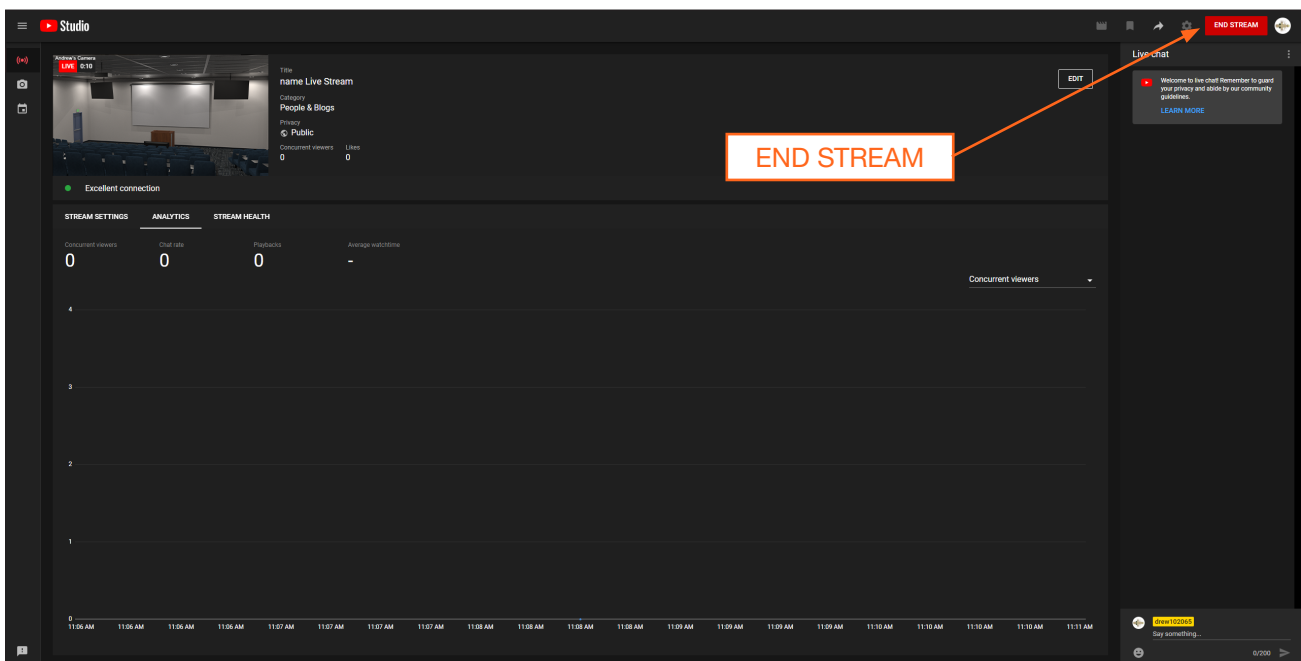 Studio
END STREAM
Andrew's Camera
LIVE 0:10
Title
name Live Stream
Category
People & Blogs
Privacy
Public
Concurrent viewers Likes
0 0
EDIT
Excellent connection
END STREAM
Live chat
Welcome to live chat! Remember to guard
your privacy and abide by our community
guidelines.
LEARN MORE
STREAM SETTINGS ANALYTICS STREAM HEALTH
Concurrent viewers Chat rate Playbacks Average watchtime
0 0 0 -
Concurrent viewers
4
3
2
1
0
11:06 AM 11:06 AM 11:06 AM 11:06 AM 11:07 AM 11:07 AM 11:07 AM 11:07 AM 11:08 AM 11:08 AM 11:08 AM 11:08 AM 11:09 AM 11:09 AM 11:09 AM 11:09 AM 11:10 AM 11:10 AM 11:10 AM 11:10 AM 11:11 AM
drew102065
Say something...
0/200